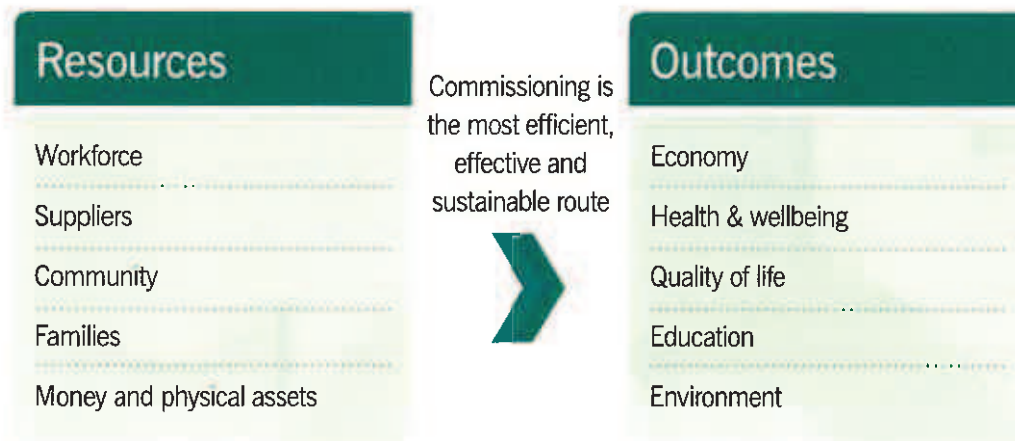 Resources
Workforce
Suppliers
Community
Families
Money and physical assets
Commissioning is
the most efficient,
effective and
sustainable route
Outcomes
Economy
Health & wellbeing
Quality of life
Education
Environment